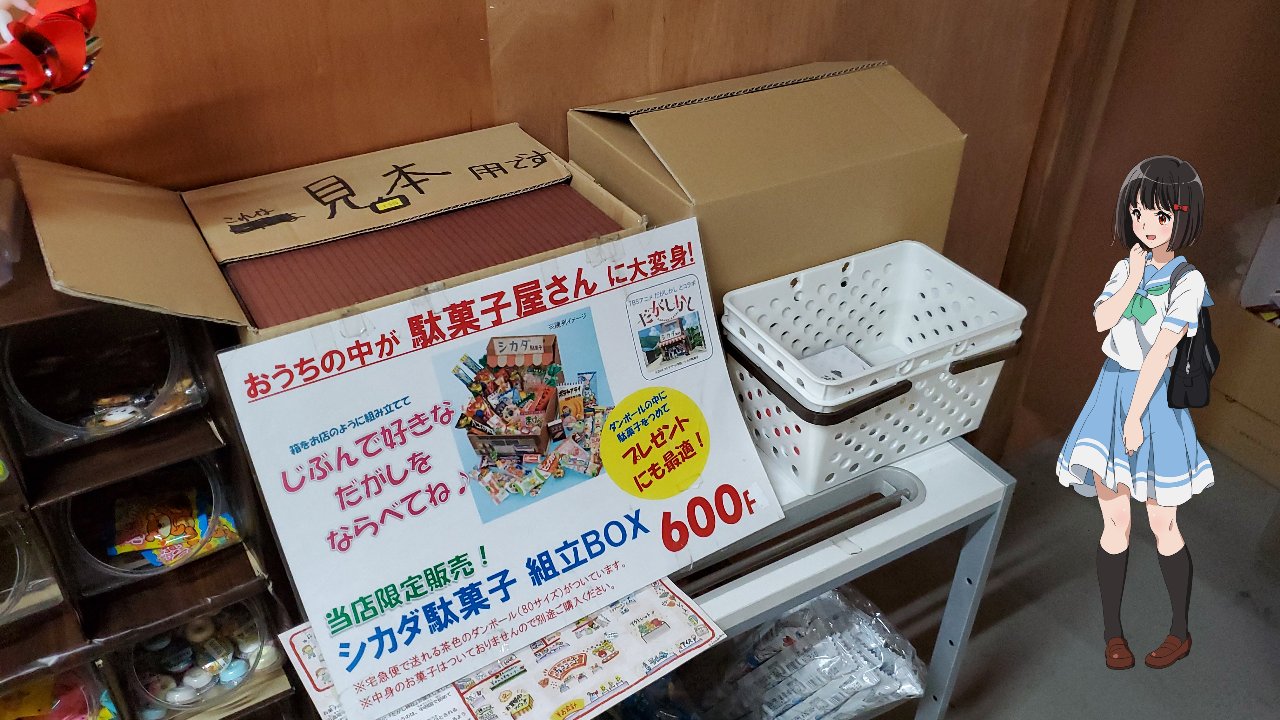 これは
見本
用です
おうちの中が 駄菓子屋さん に大変身!
TBSアニメ だがしかし とコラボ
だがしかし
※完成イメージ
シカダ駄菓子
箱をお店のように組み立てて
じぶんで好きな
だがしを
ならべてね♪
ダンボールの中に
駄菓子をつめて
プレゼント
にも最適!
当店限定販売!
シカダ駄菓子 組立BOX 600円
※宅急便で送れる茶色のダンボール(80サイズ)がついています。
※中身のお菓子はついておりませんので別途ご購入ください。